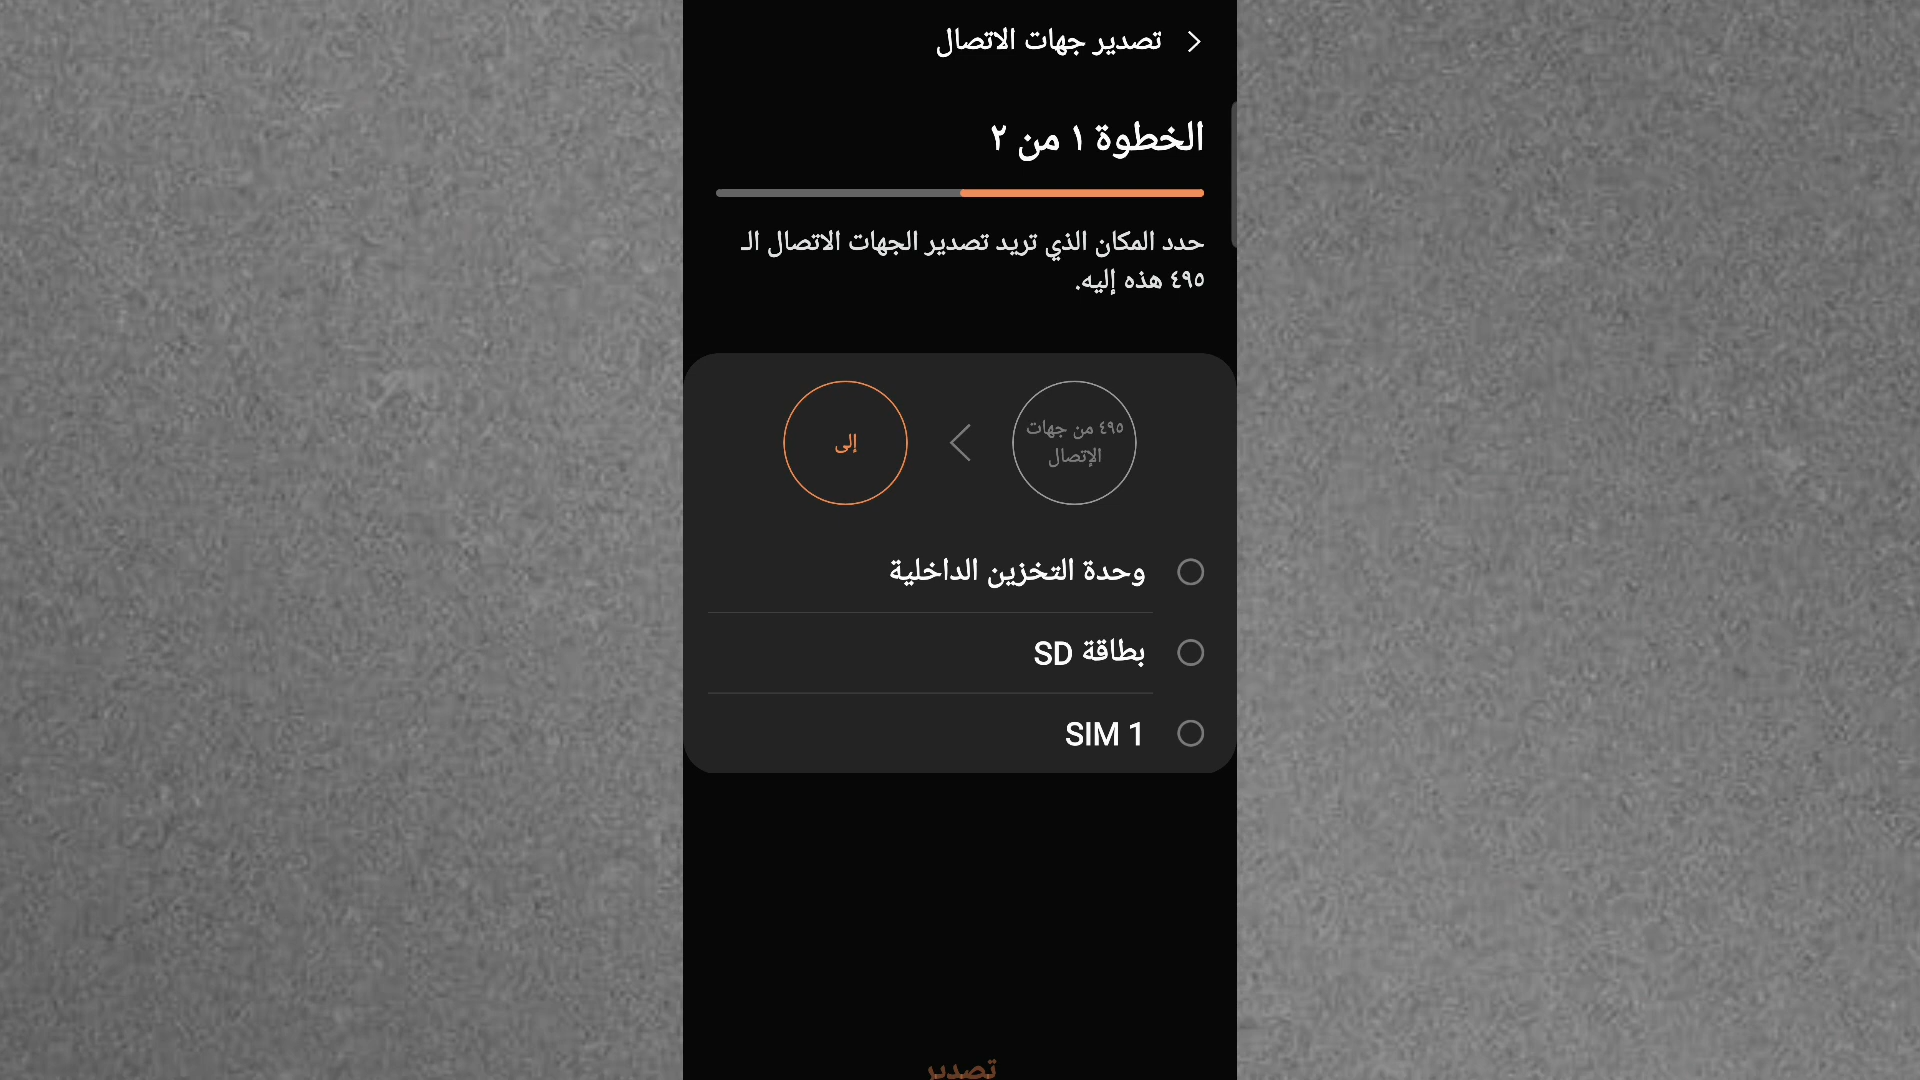 تصدير جهات الاتصال
الخطوة ١ من ٢
حدد المكان الذي تريد تصدير الجهات الاتصال الـ
٤٩٥ هذه إليه.
٤٩٥ من جهات
الإتصال
إلى
وحدة التخزين الداخلية
بطاقة SD
SIM 1
تصدير